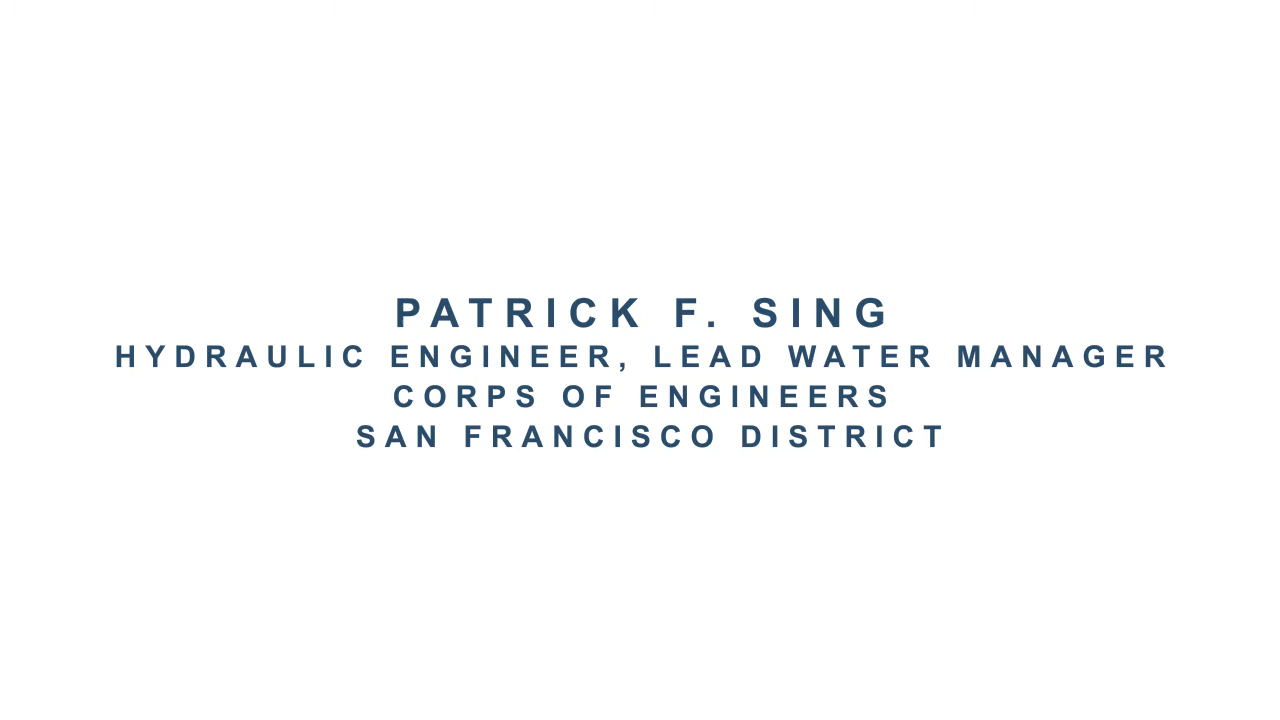 PATRICK F. SING
HYDRAULIC ENGINEER, LEAD WATER MANAGER
CORPS OF ENGINEERS
SAN FRANCISCO DISTRICT